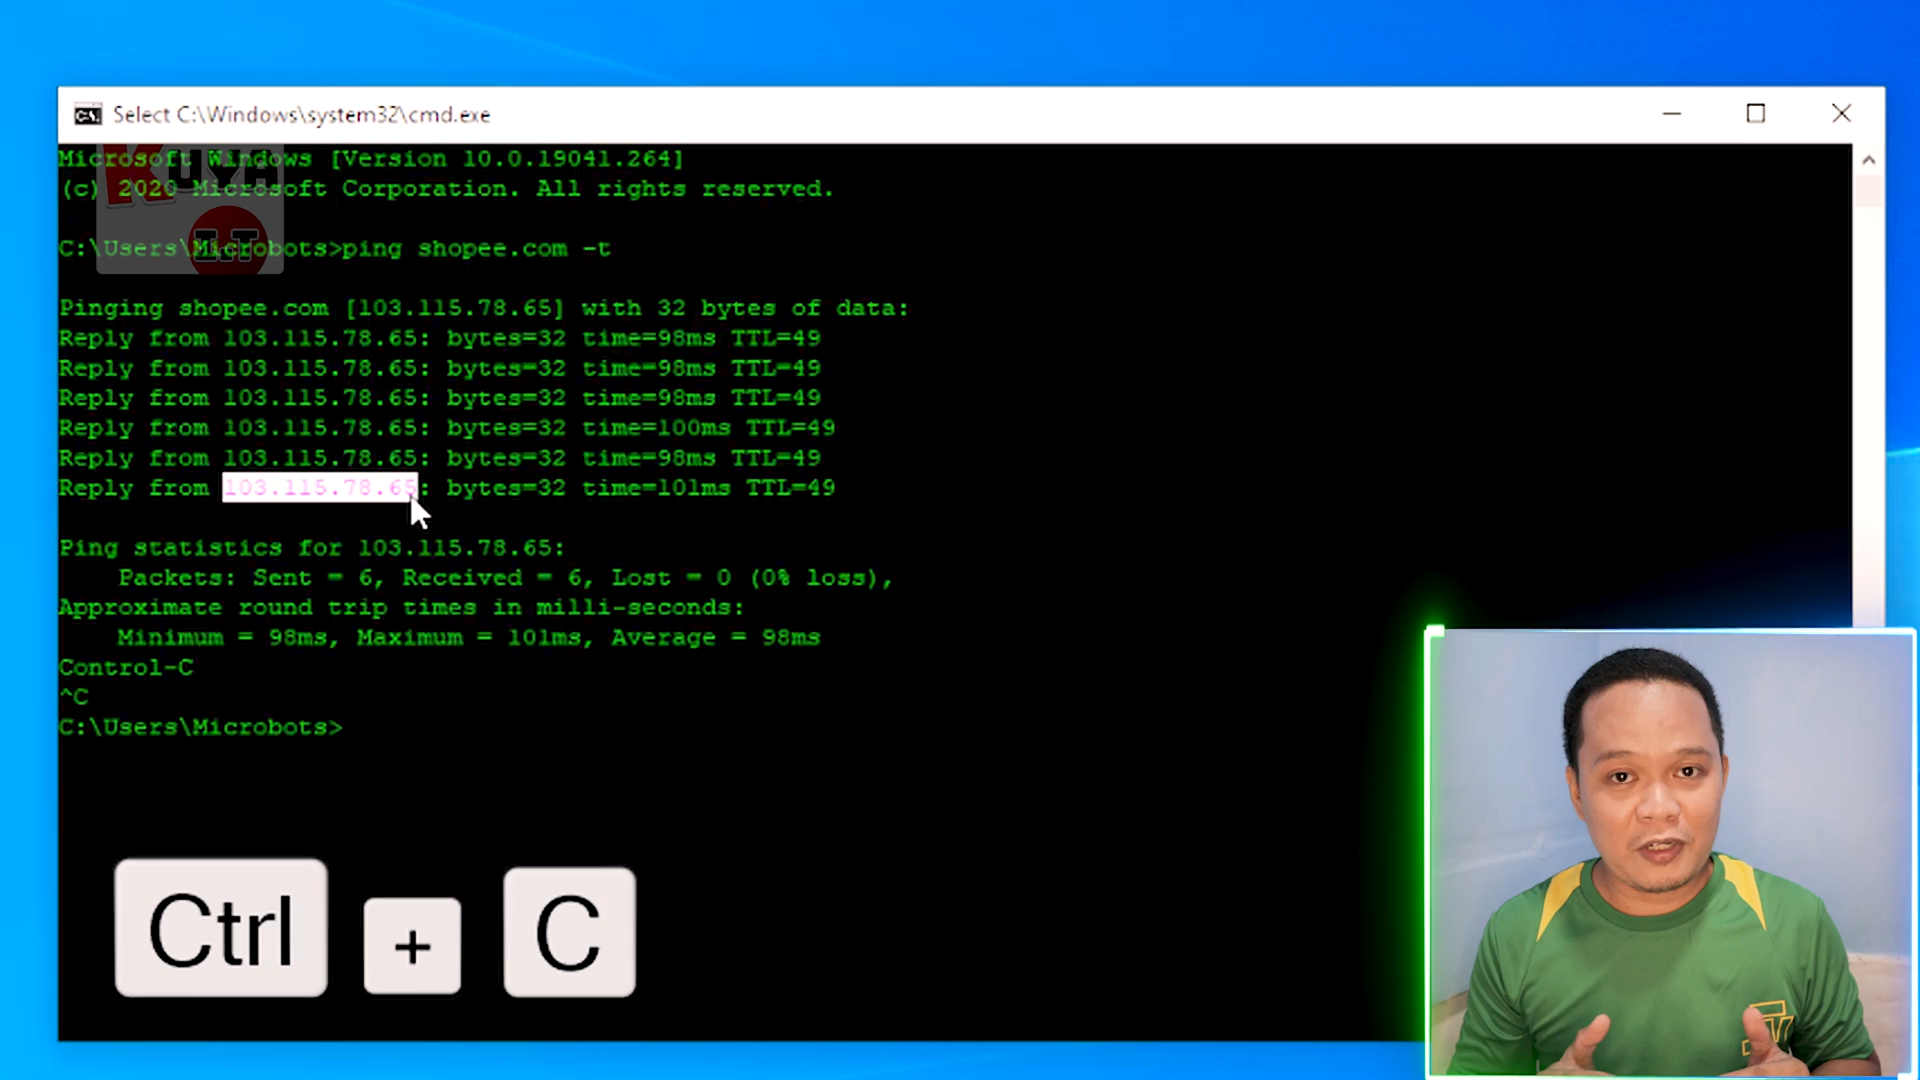 Select C:\Windows\system32\cmd.exe
Microsoft Windows [Version 10.0.19041.264]
(c) 2020 Microsoft Corporation. All rights reserved.
KUYA
I.T
C:\Users\Microbots>ping shopee.com -t
Pinging shopee.com [103.115.78.65] with 32 bytes of data:
Reply from 103.115.78.65: bytes=32 time=98ms TTL=49
Reply from 103.115.78.65: bytes=32 time=98ms TTL=49
Reply from 103.115.78.65: bytes=32 time=98ms TTL=49
Reply from 103.115.78.65: bytes=32 time=100ms TTL=49
Reply from 103.115.78.65: bytes=32 time=98ms TTL=49
Reply from 103.115.78.65: bytes=32 time=101ms TTL=49
Ping statistics for 103.115.78.65:
Packets: Sent = 6, Received = 6, Lost = 0 (0% loss),
Approximate round trip times in milli-seconds:
Minimum = 98ms, Maximum = 101ms, Average = 98ms
Control-C
^C
C:\Users\Microbots>
Ctrl + C